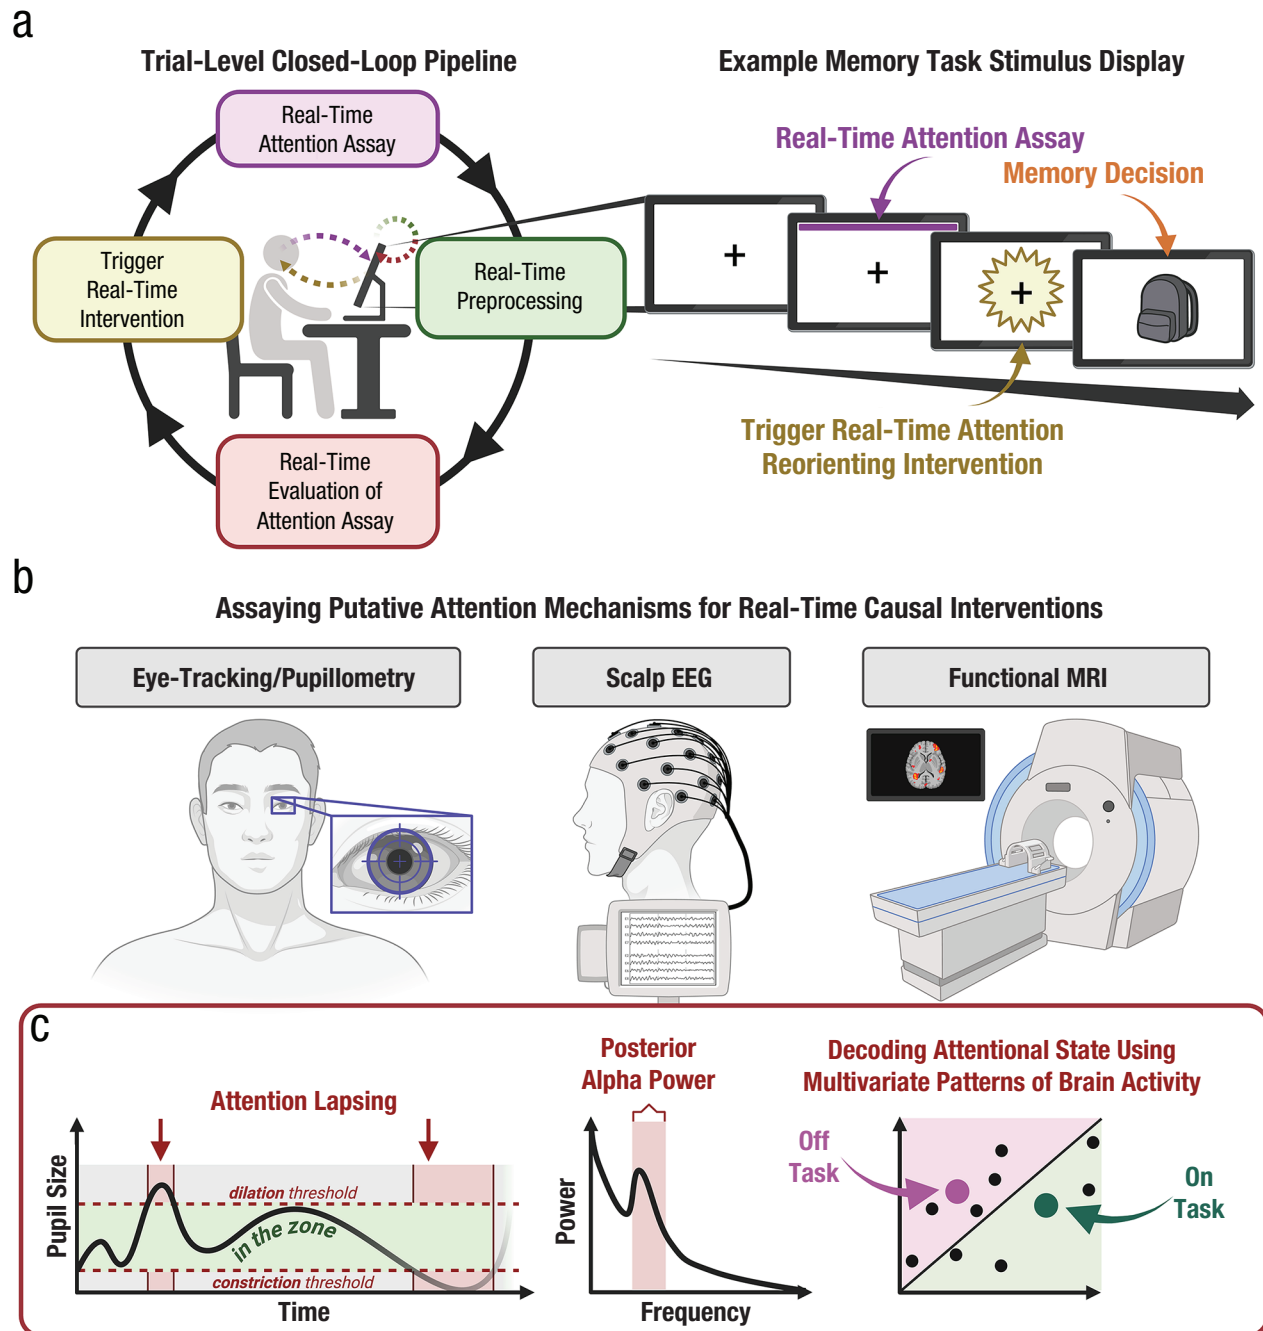 a
Trial-Level Closed-Loop Pipeline
Example Memory Task Stimulus Display
Real-Time
Attention Assay
Real-Time Attention Assay
Memory Decision
Trigger
Real-Time
Intervention
Real-Time
Preprocessing
Trigger Real-Time Attention
Reorienting Intervention
Real-Time
Evaluation of
Attention Assay
b
Assaying Putative Attention Mechanisms for Real-Time Causal Interventions
Eye-Tracking/Pupillometry
Scalp EEG
Functional MRI
c
Attention Lapsing
Pupil Size
dilation threshold
in the zone
constriction threshold
Time
Posterior
Alpha Power
Power
Frequency
Decoding Attentional State Using
Multivariate Patterns of Brain Activity
Off
Task
On
Task